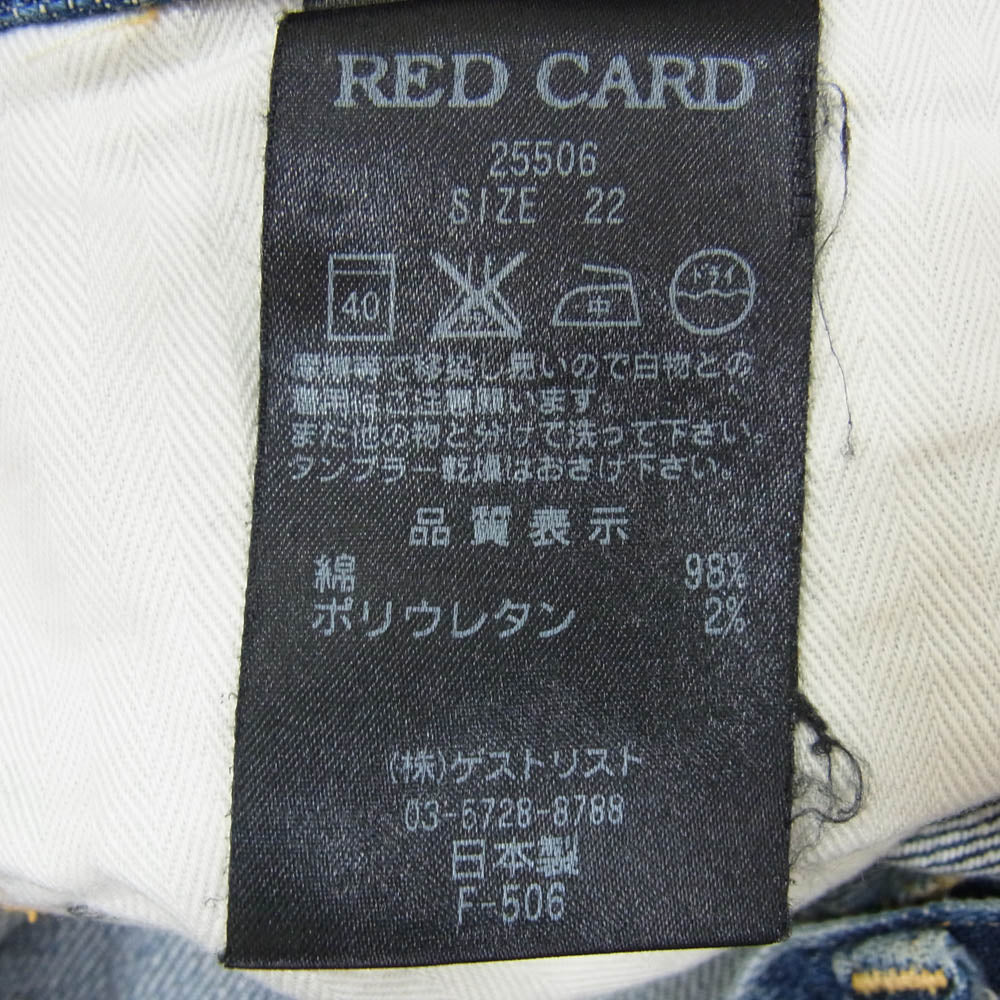 RED CARD
25506
SIZE 22
40
中 ドライ
摩擦等で移染し易いので白物との
着用はご注意願います。
また他の物と分けて洗って下さい。
タンブラー乾燥はおさけ下さい。
品質表示
綿 98%
ポリウレタン 2%
(株)ゲストリスト
03-6728-8788
日本製
F-506